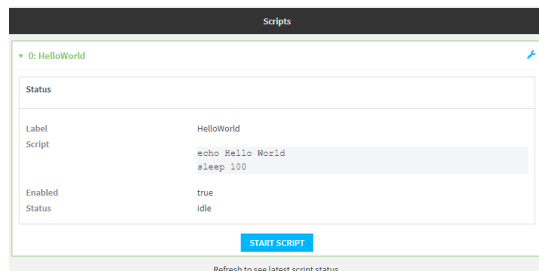 Scripts
0: HelloWorld
Status
Label HelloWorld
Script
echo Hello World
sleep 100
Enabled true
Status idle
START SCRIPT
Refresh to see latest script status